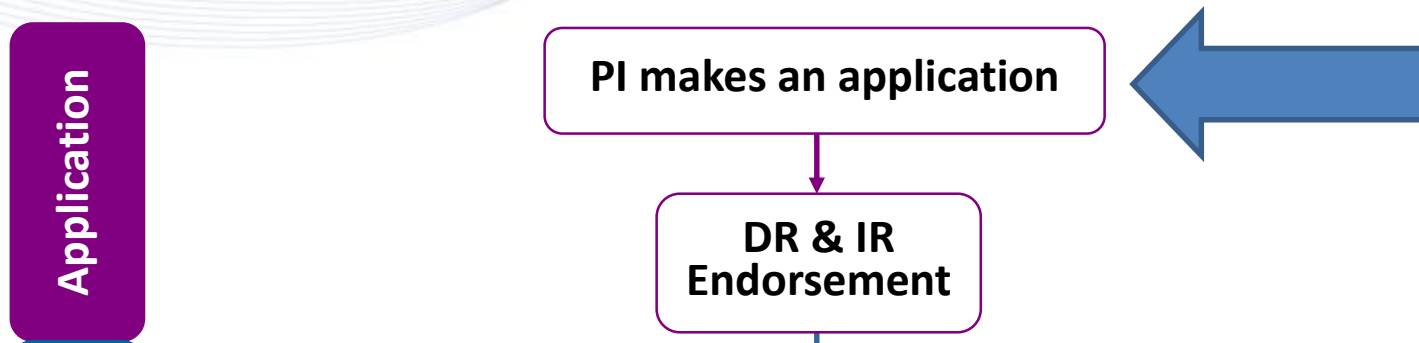 Application
PI makes an application
DR & IR
Endorsement